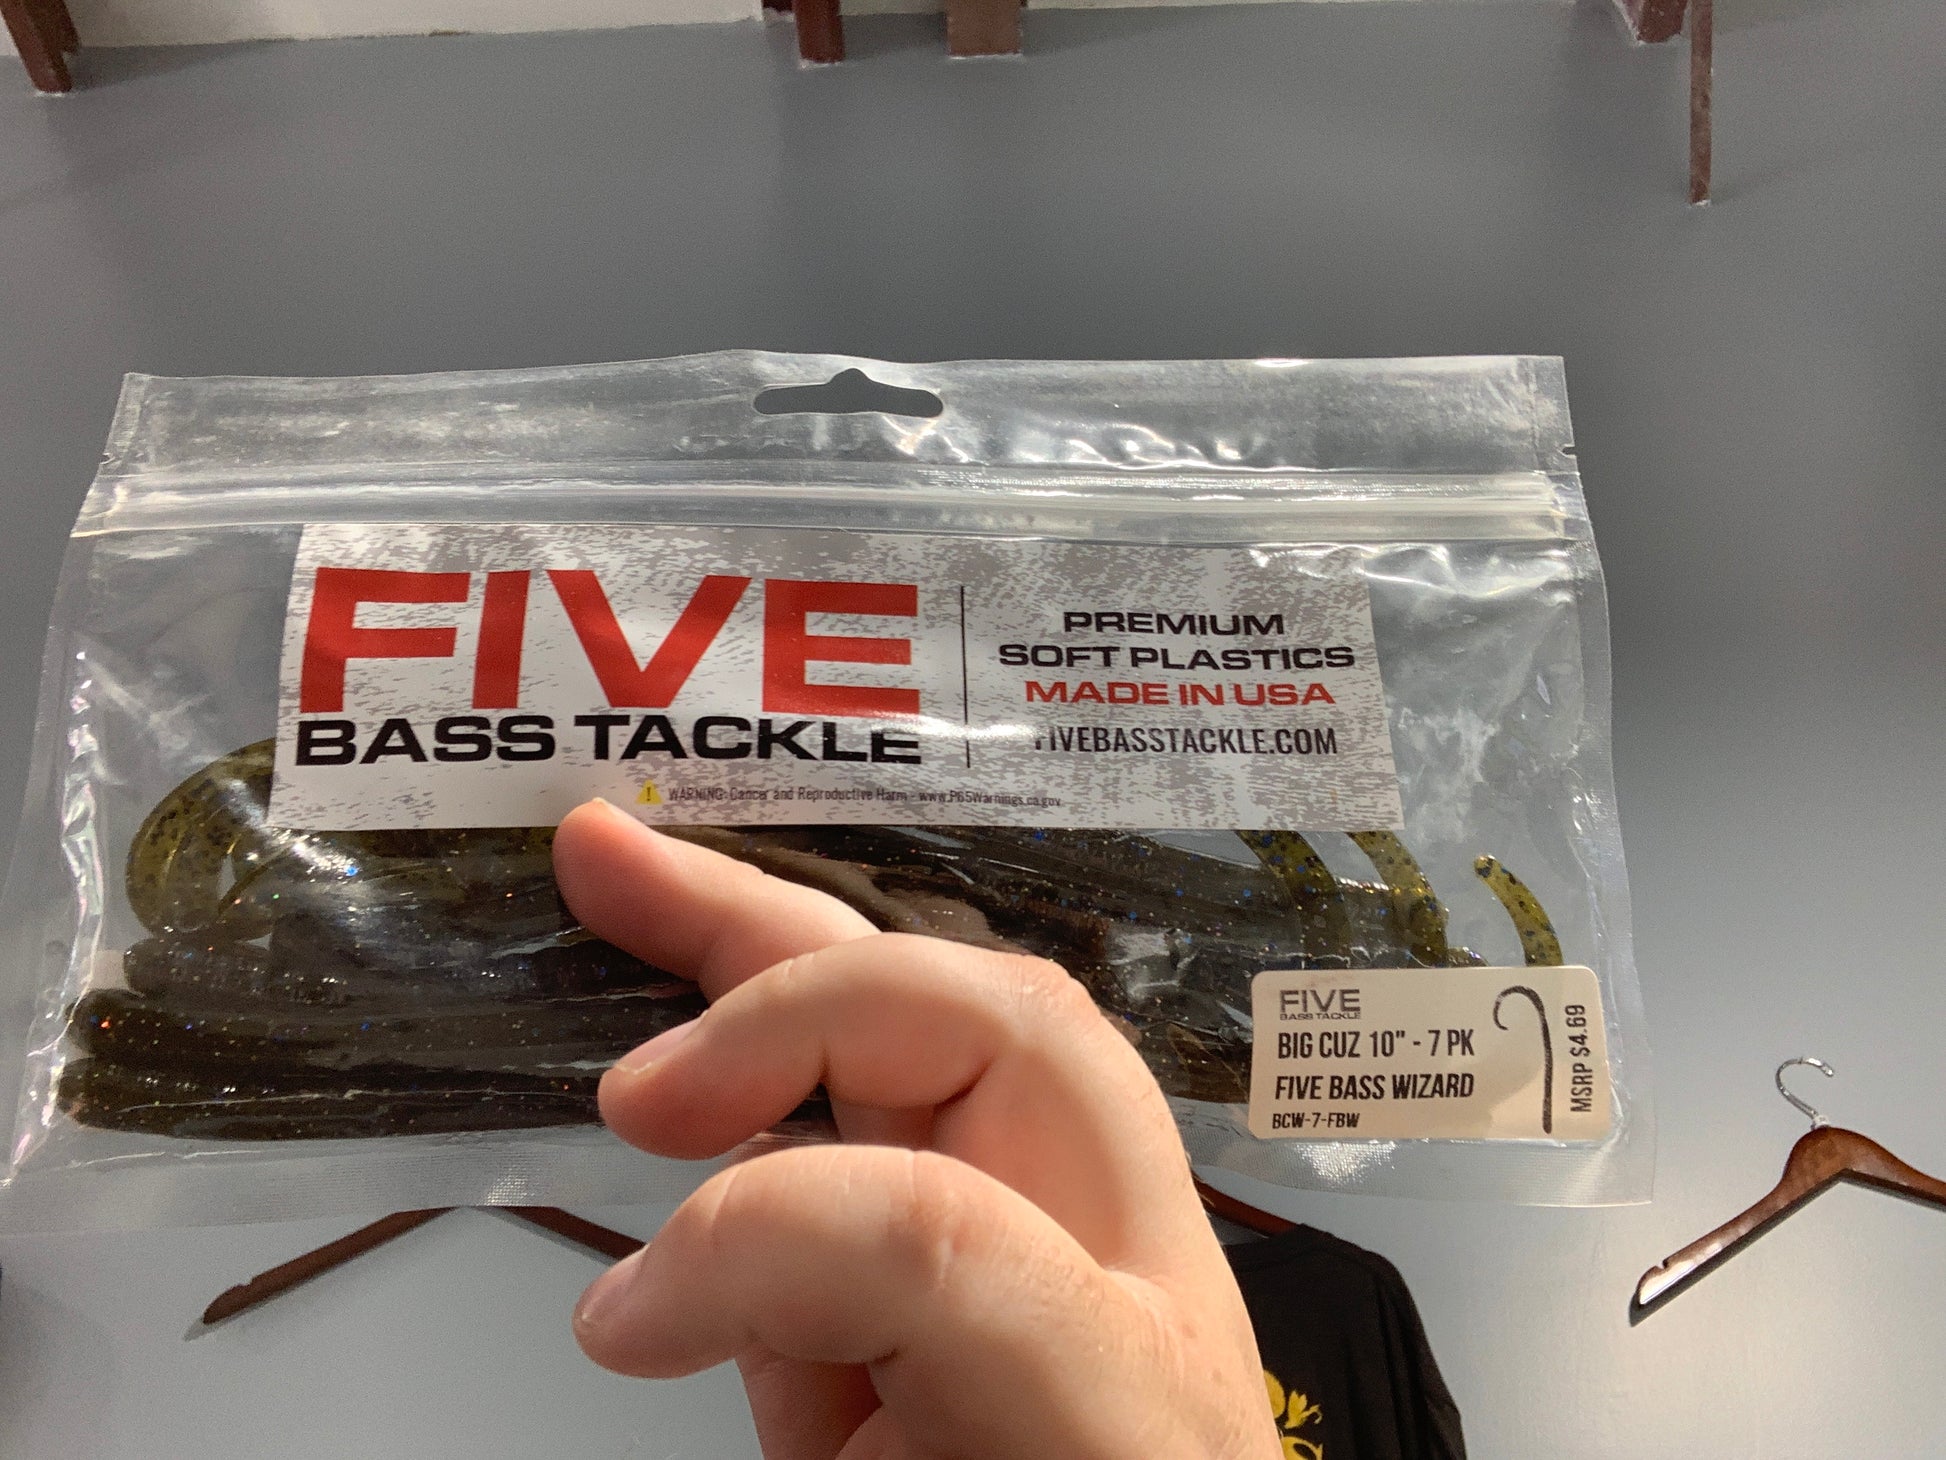 FIVE
BASS TACKLE
PREMIUM
SOFT PLASTICS
MADE IN USA
FIVEBASSTACKLE.COM
WARNING: Cancer and Reproductive Harm - www.P65Warnings.ca.gov
FIVE
BASS TACKLE
BIG CUZ 10" - 7 PK
FIVE BASS WIZARD
BCW-7-FBW
MSRP $4.69